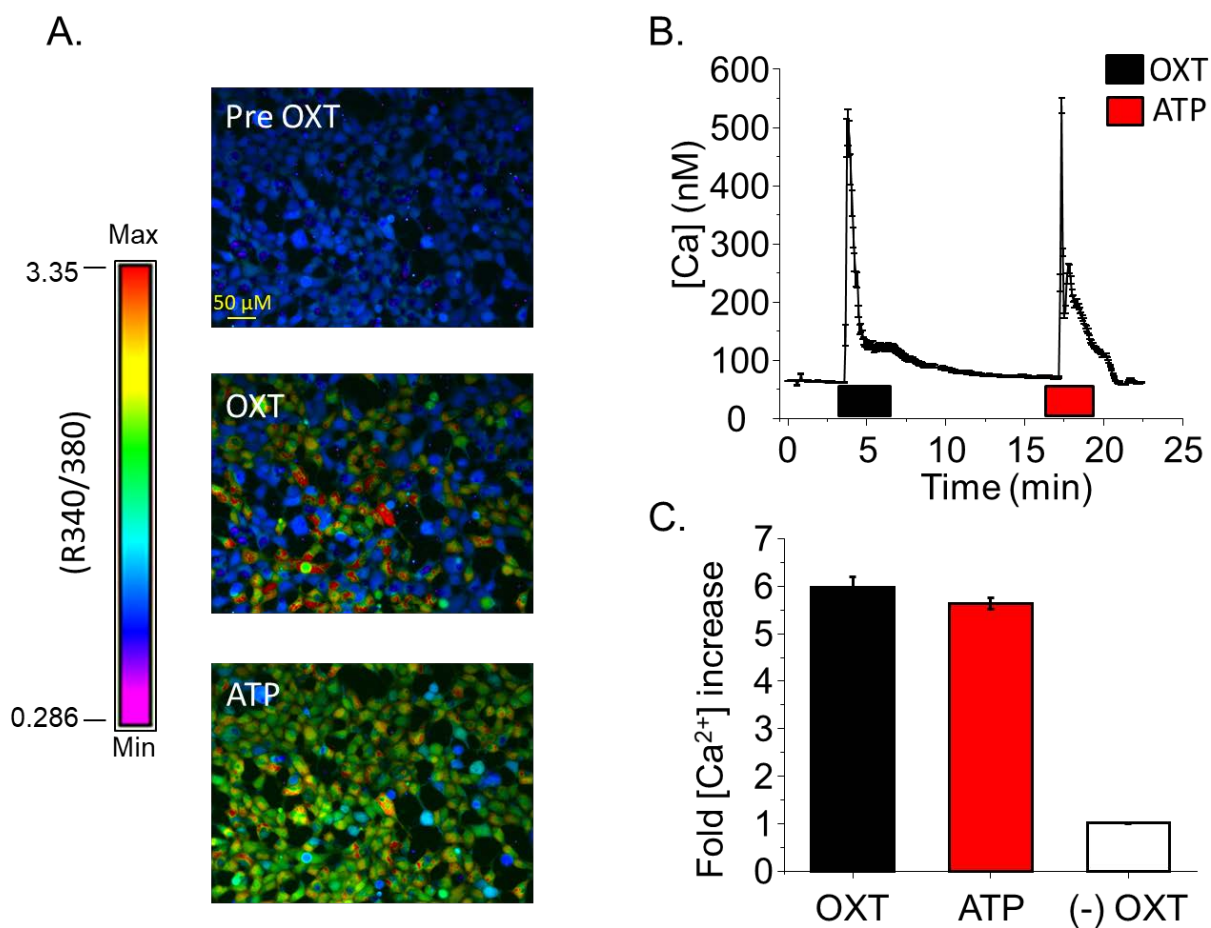 A.
Pre OXT
50 µM
OXT
ATP
Max
3.35
(R340/380)
0.286
Min
B.
OXT
ATP
600
500
400
300
200
100
0
[Ca] (nM)
0 5 10 15 20 25
Time (min)
C.
7
6
5
4
3
2
1
0
Fold [Ca²⁺] increase
OXT ATP (-) OXT